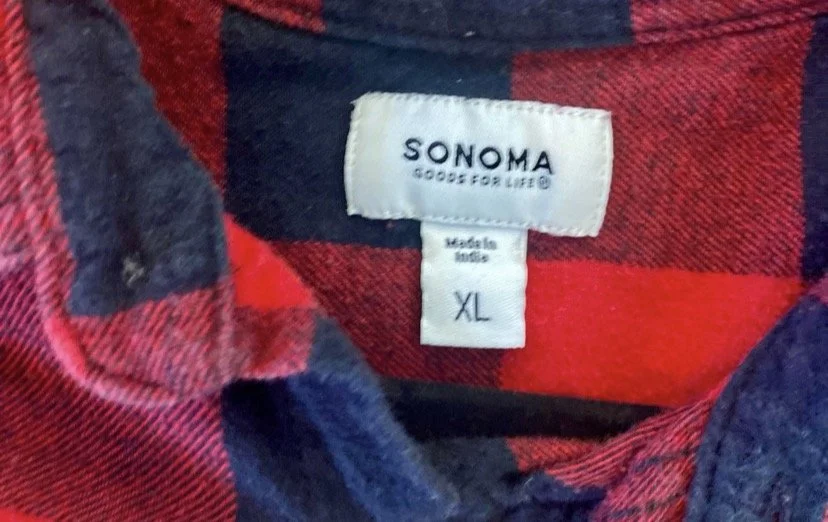 SONOMA
GOODS FOR LIFE®
Made in
India
XL